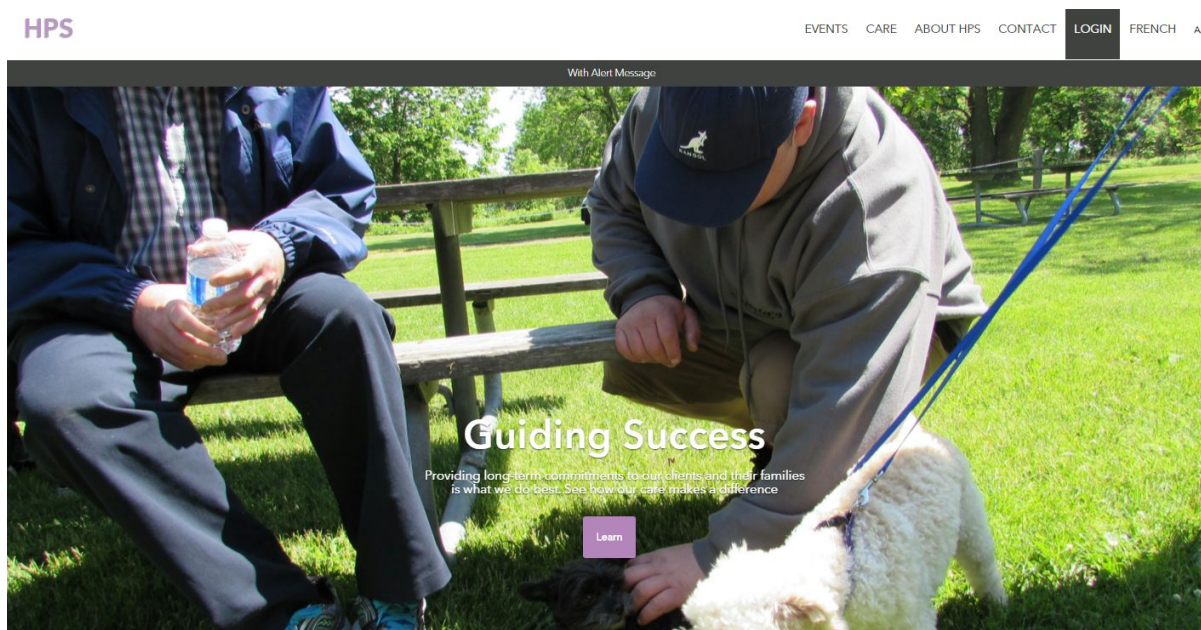 HPS
EVENTS CARE ABOUT HPS CONTACT LOGIN FRENCH A
With Alert Message
KANGOL
Guiding Success
Providing long-term commitments to our clients and their families
is what we do best. See how our care makes a difference
Learn